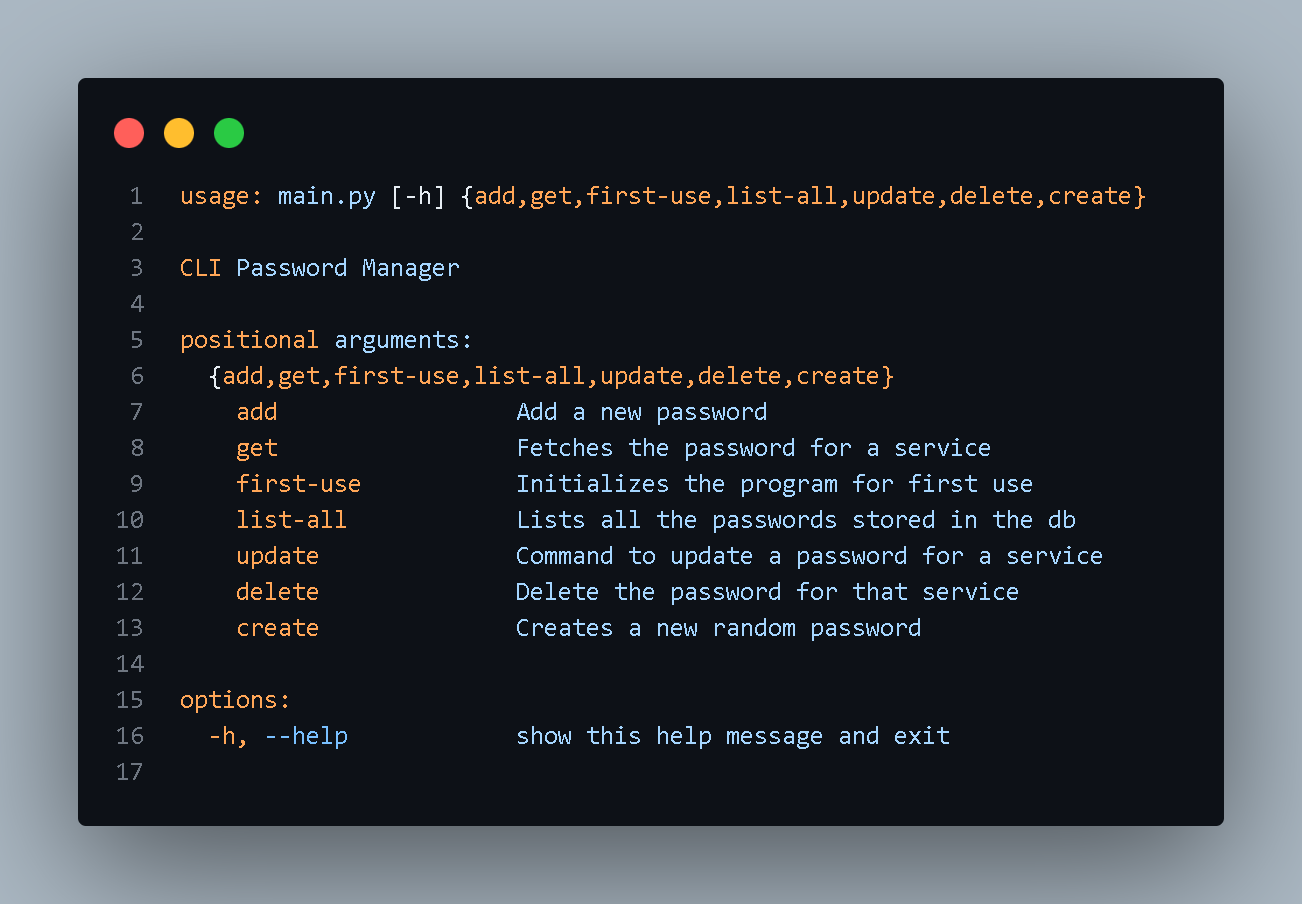 1 usage: main.py [-h] {add,get,first-use,list-all,update,delete,create}
2
3 CLI Password Manager
4
5 positional arguments:
6   {add,get,first-use,list-all,update,delete,create}
7     add                 Add a new password
8     get                 Fetches the password for a service
9     first-use           Initializes the program for first use
10     list-all            Lists all the passwords stored in the db
11     update              Command to update a password for a service
12     delete              Delete the password for that service
13     create              Creates a new random password
14
15 options:
16   -h, --help            show this help message and exit
17